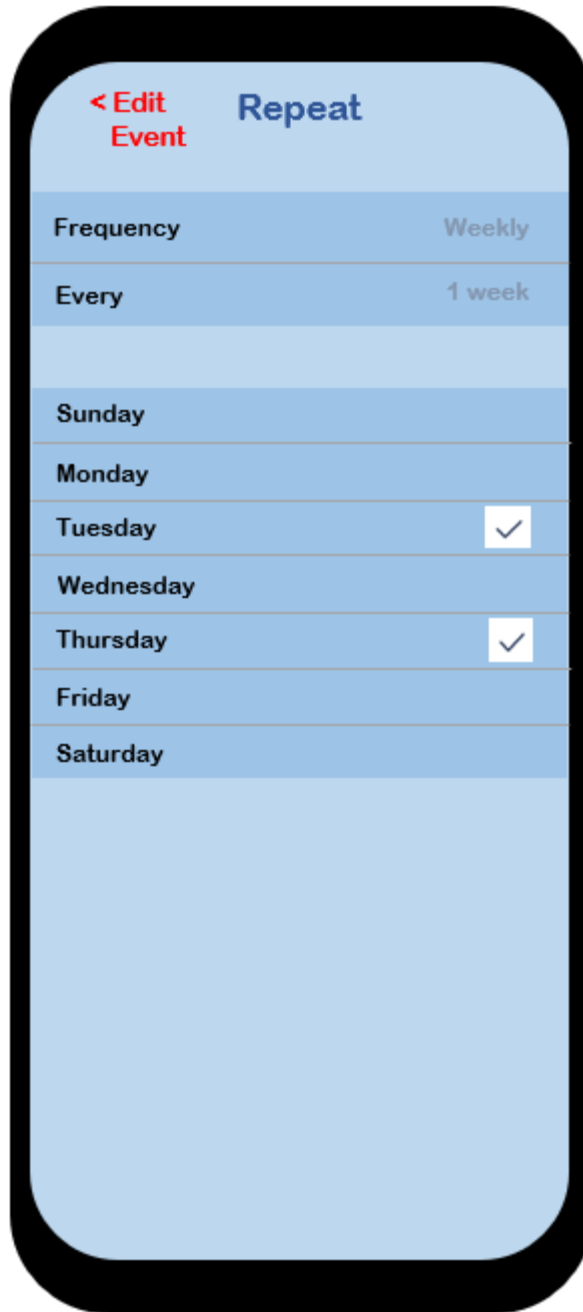 < Edit
Event
Repeat
Frequency Weekly
Every 1 week
Sunday
Monday
Tuesday
Wednesday
Thursday
Friday
Saturday